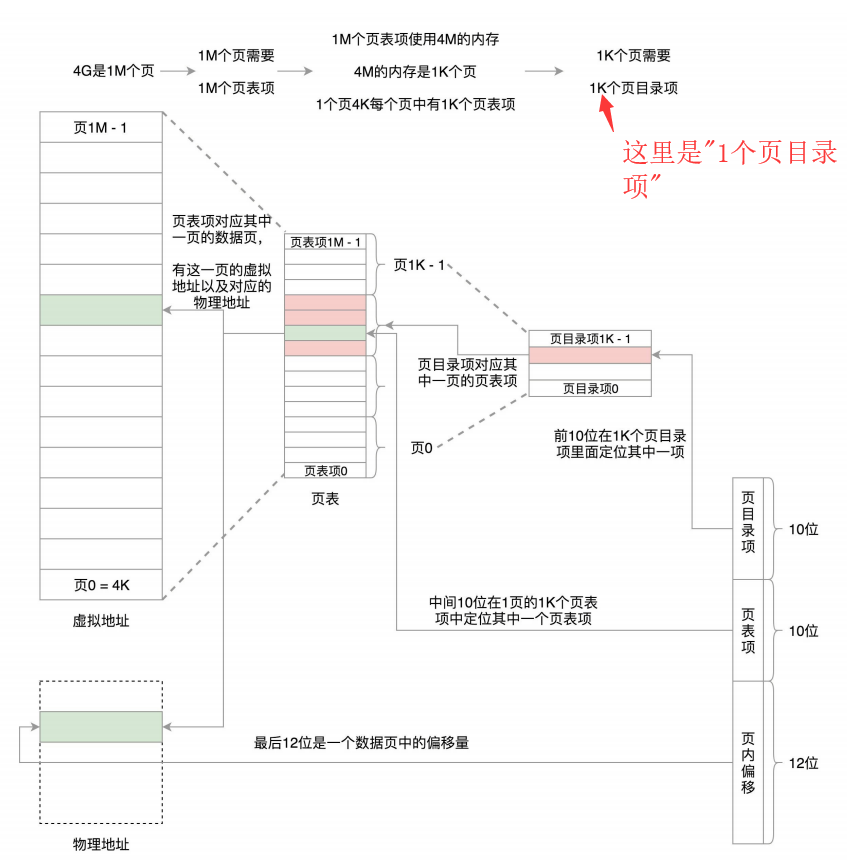 1M个页表项使用4M的内存
1M个页需要
1K个页需要
4G是1M个页
4M的内存是1K个页
1M个页表项
1K个页目录项
1个页4K每个页中有1K个页表项
页1M - 1
这里是"1个页目录
项"
页表项对应其中
一页的数据页,
有这一页的虚拟
地址以及对应的
物理地址
页表项1M - 1
页1K - 1
页目录项1K - 1
页目录项对应其
中一页的页表项
页目录项0
前10位在1K个页目录
项里面定位其中一项
页0
页表项0
页表
页
目
录
项
10位
页0 = 4K
虚拟地址
中间10位在1页的1K个页表
项中定位其中一个页表项
页
表
项
10位
最后12位是一个数据页中的偏移量
页
内
偏
移
12位
物理地址